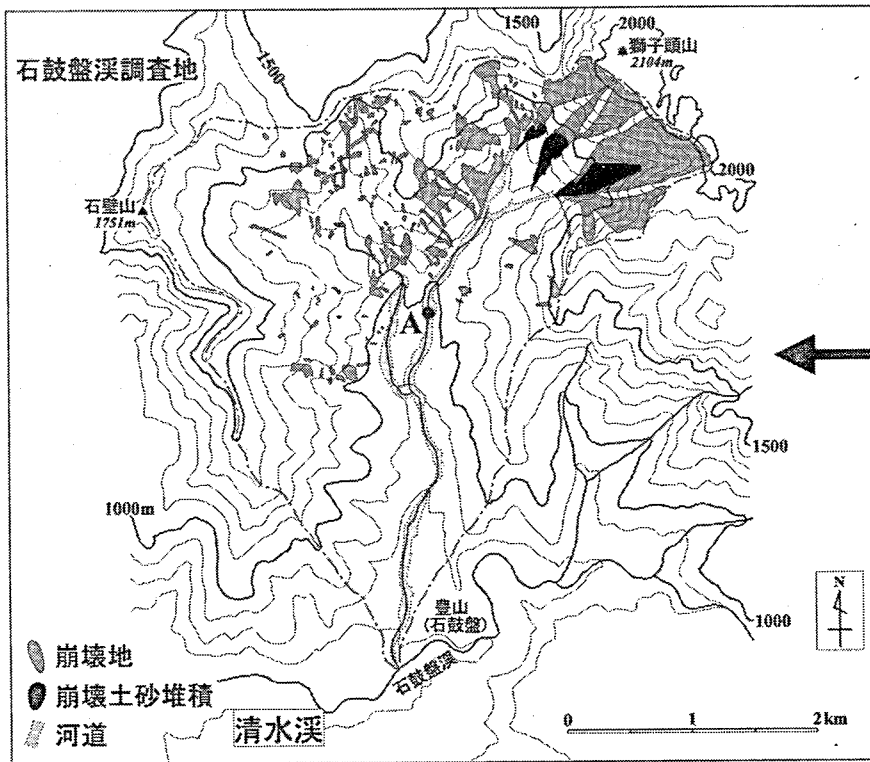 石鼓盤渓調査地
1500
1500
2000
獅子頭山
2104m
2000
石壁山
1751m
A
1500
1000m
1000
N
豊山
(石鼓盤)
石鼓盤渓
崩壊地
崩壊土砂堆積
河道
清水渓
0 1 2km